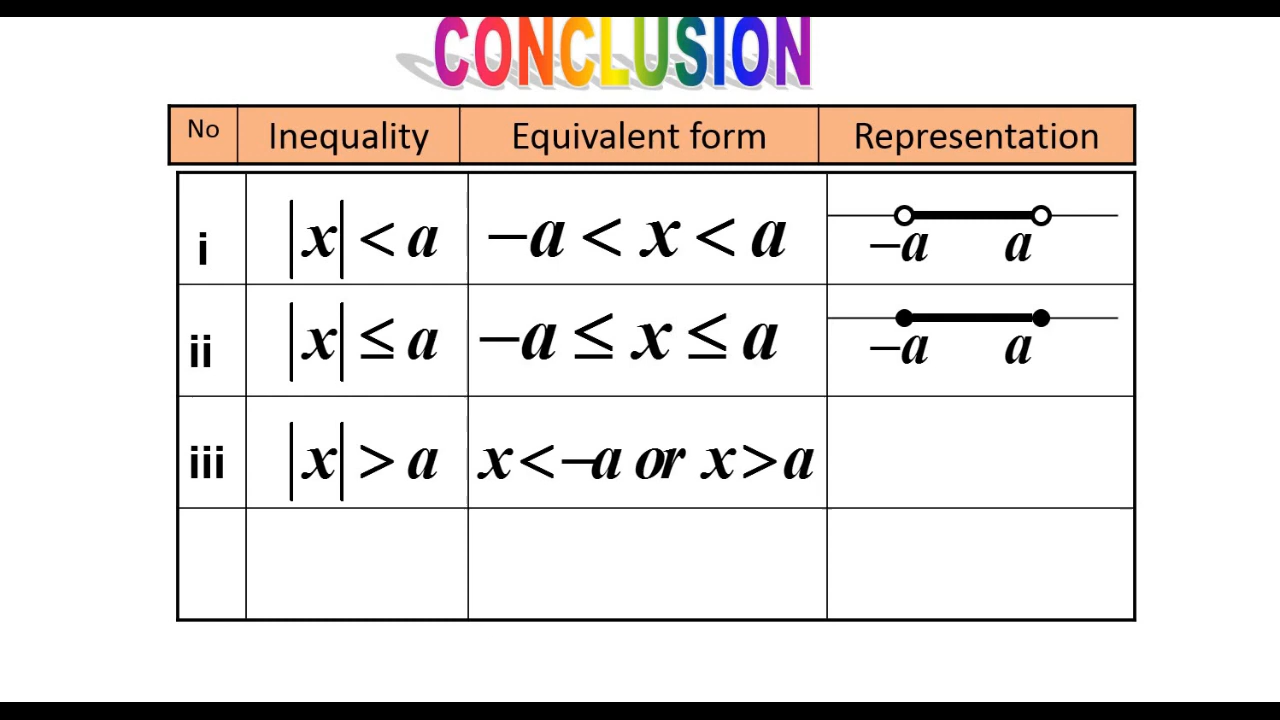 CONCLUSION
No Inequality Equivalent form Representation
i |x| < a −a < x < a −a a
ii |x| ≤ a −a ≤ x ≤ a −a a
iii |x| > a x<−a or x>a